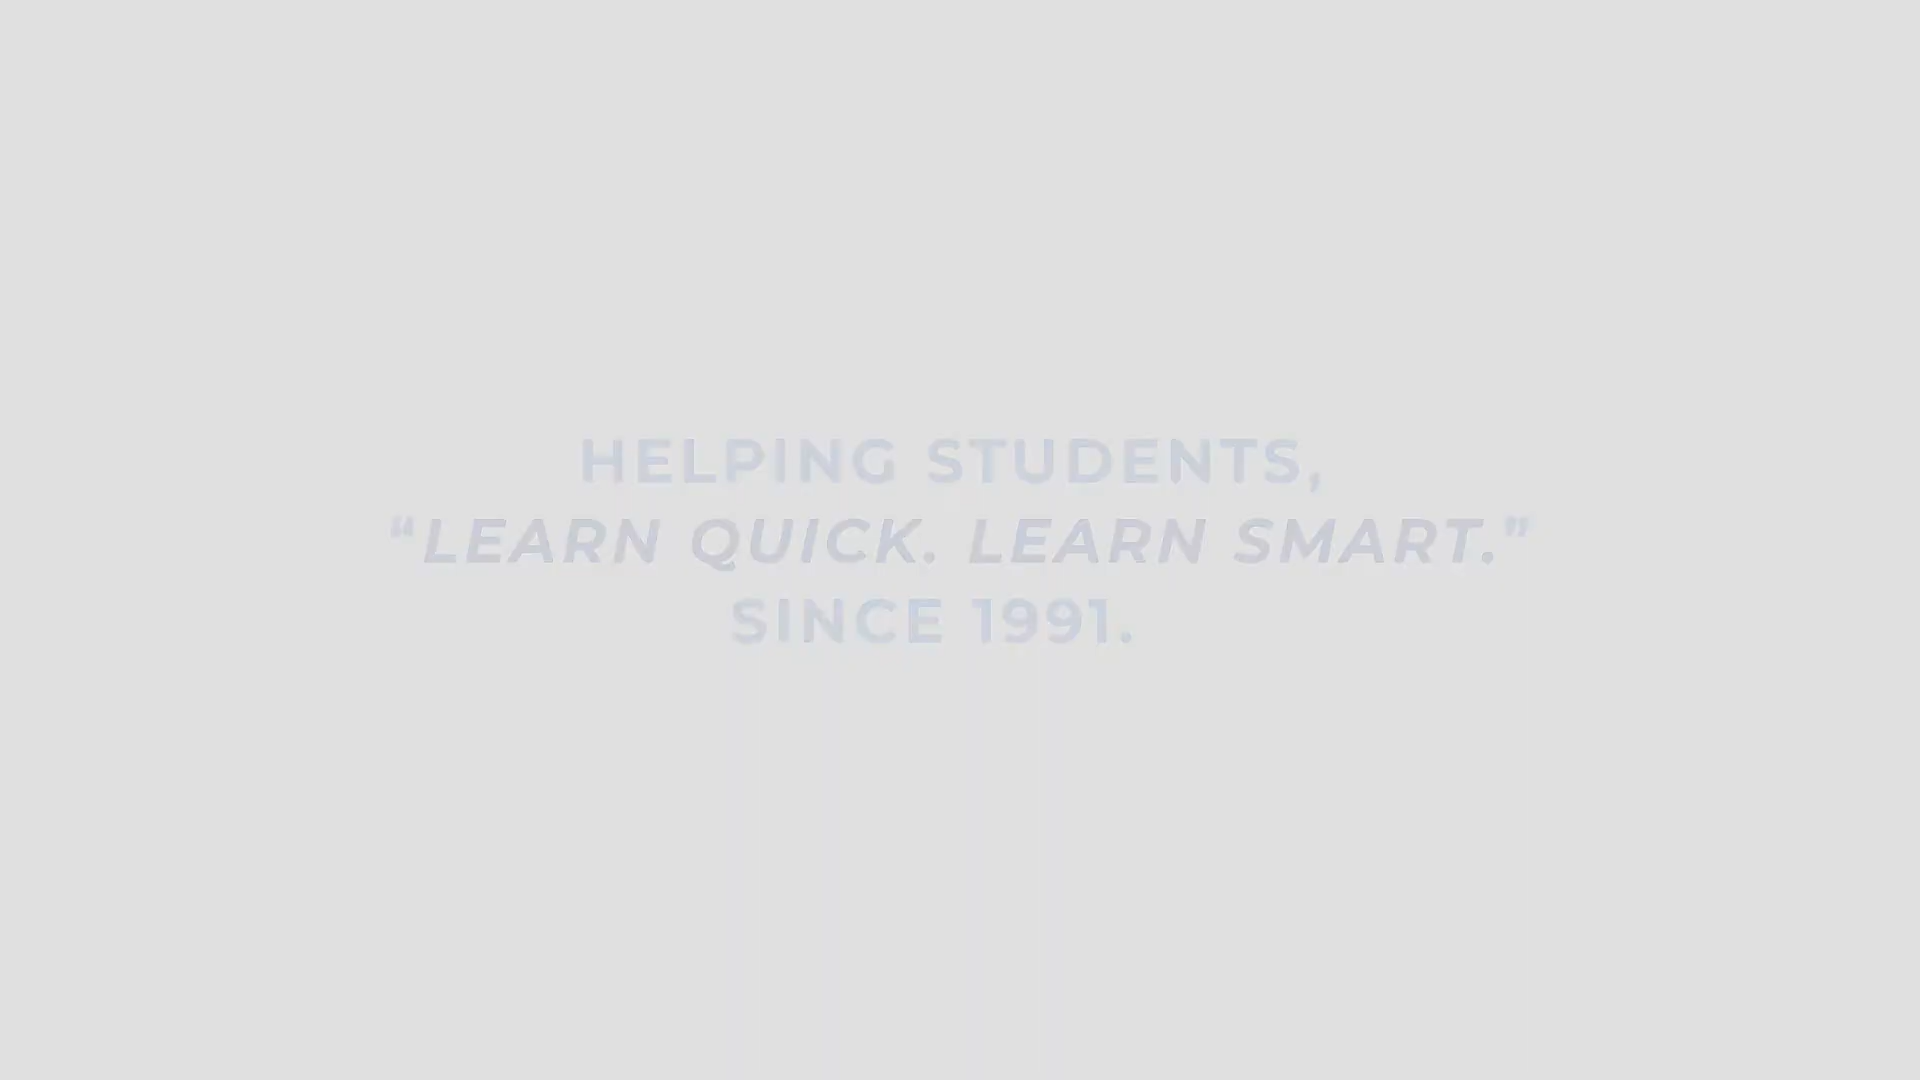 HELPING STUDENTS,
“LEARN QUICK. LEARN SMART.”
SINCE 1991.